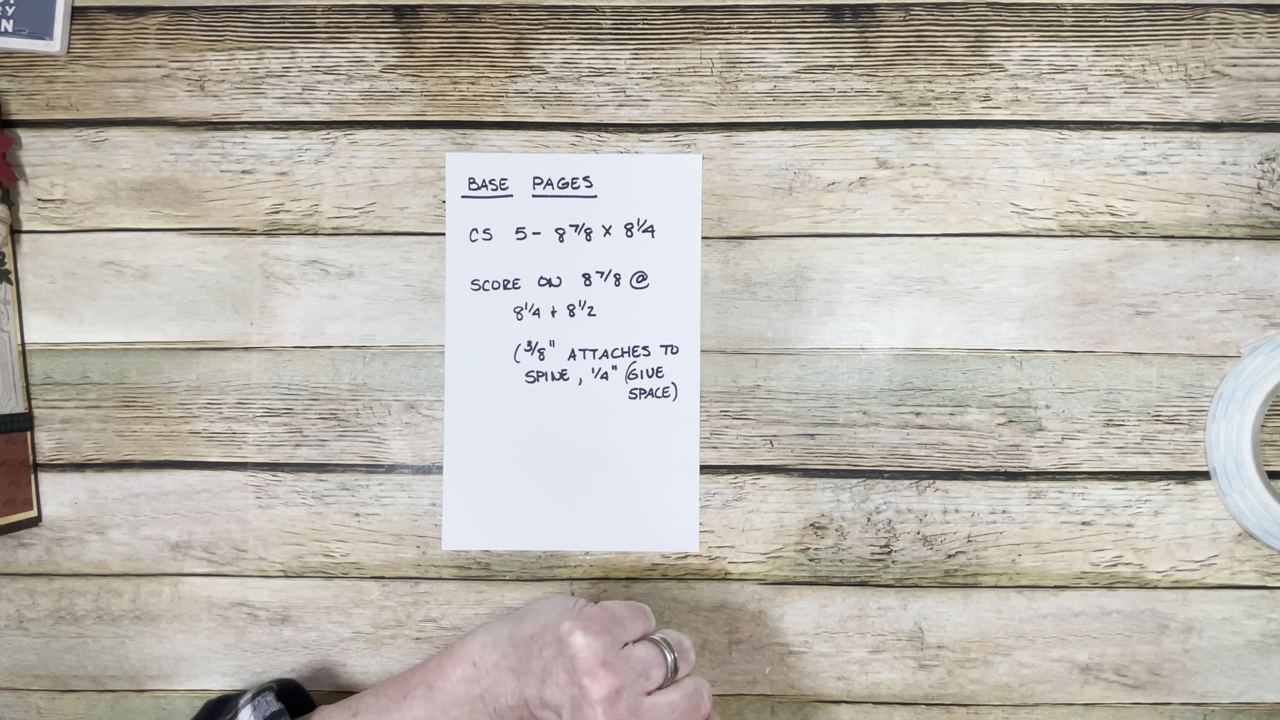 RY
N
BASE PAGES
CS 5- 8 7/8 X 8 1/4
SCORE ON 8 7/8 @
8 1/4 + 8 1/2
(3/8" ATTACHES TO
SPINE, 1/4" (GIVE
SPACE)